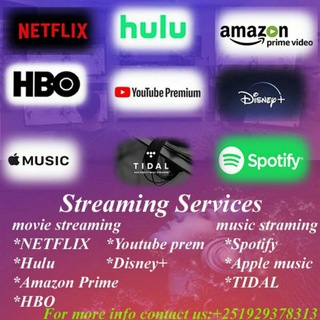 NETFLIX
hulu
amazon
prime video
HBO
YouTube Premium
Disney+
MUSIC
TIDAL
Spotify
Streaming Services
movie streaming
music straming
*NETFLIX *Youtube prem *Spotify
*Hulu *Disney+ *Apple music
*Amazon Prime *TIDAL
*HBO
For more info contact us:+251929378313